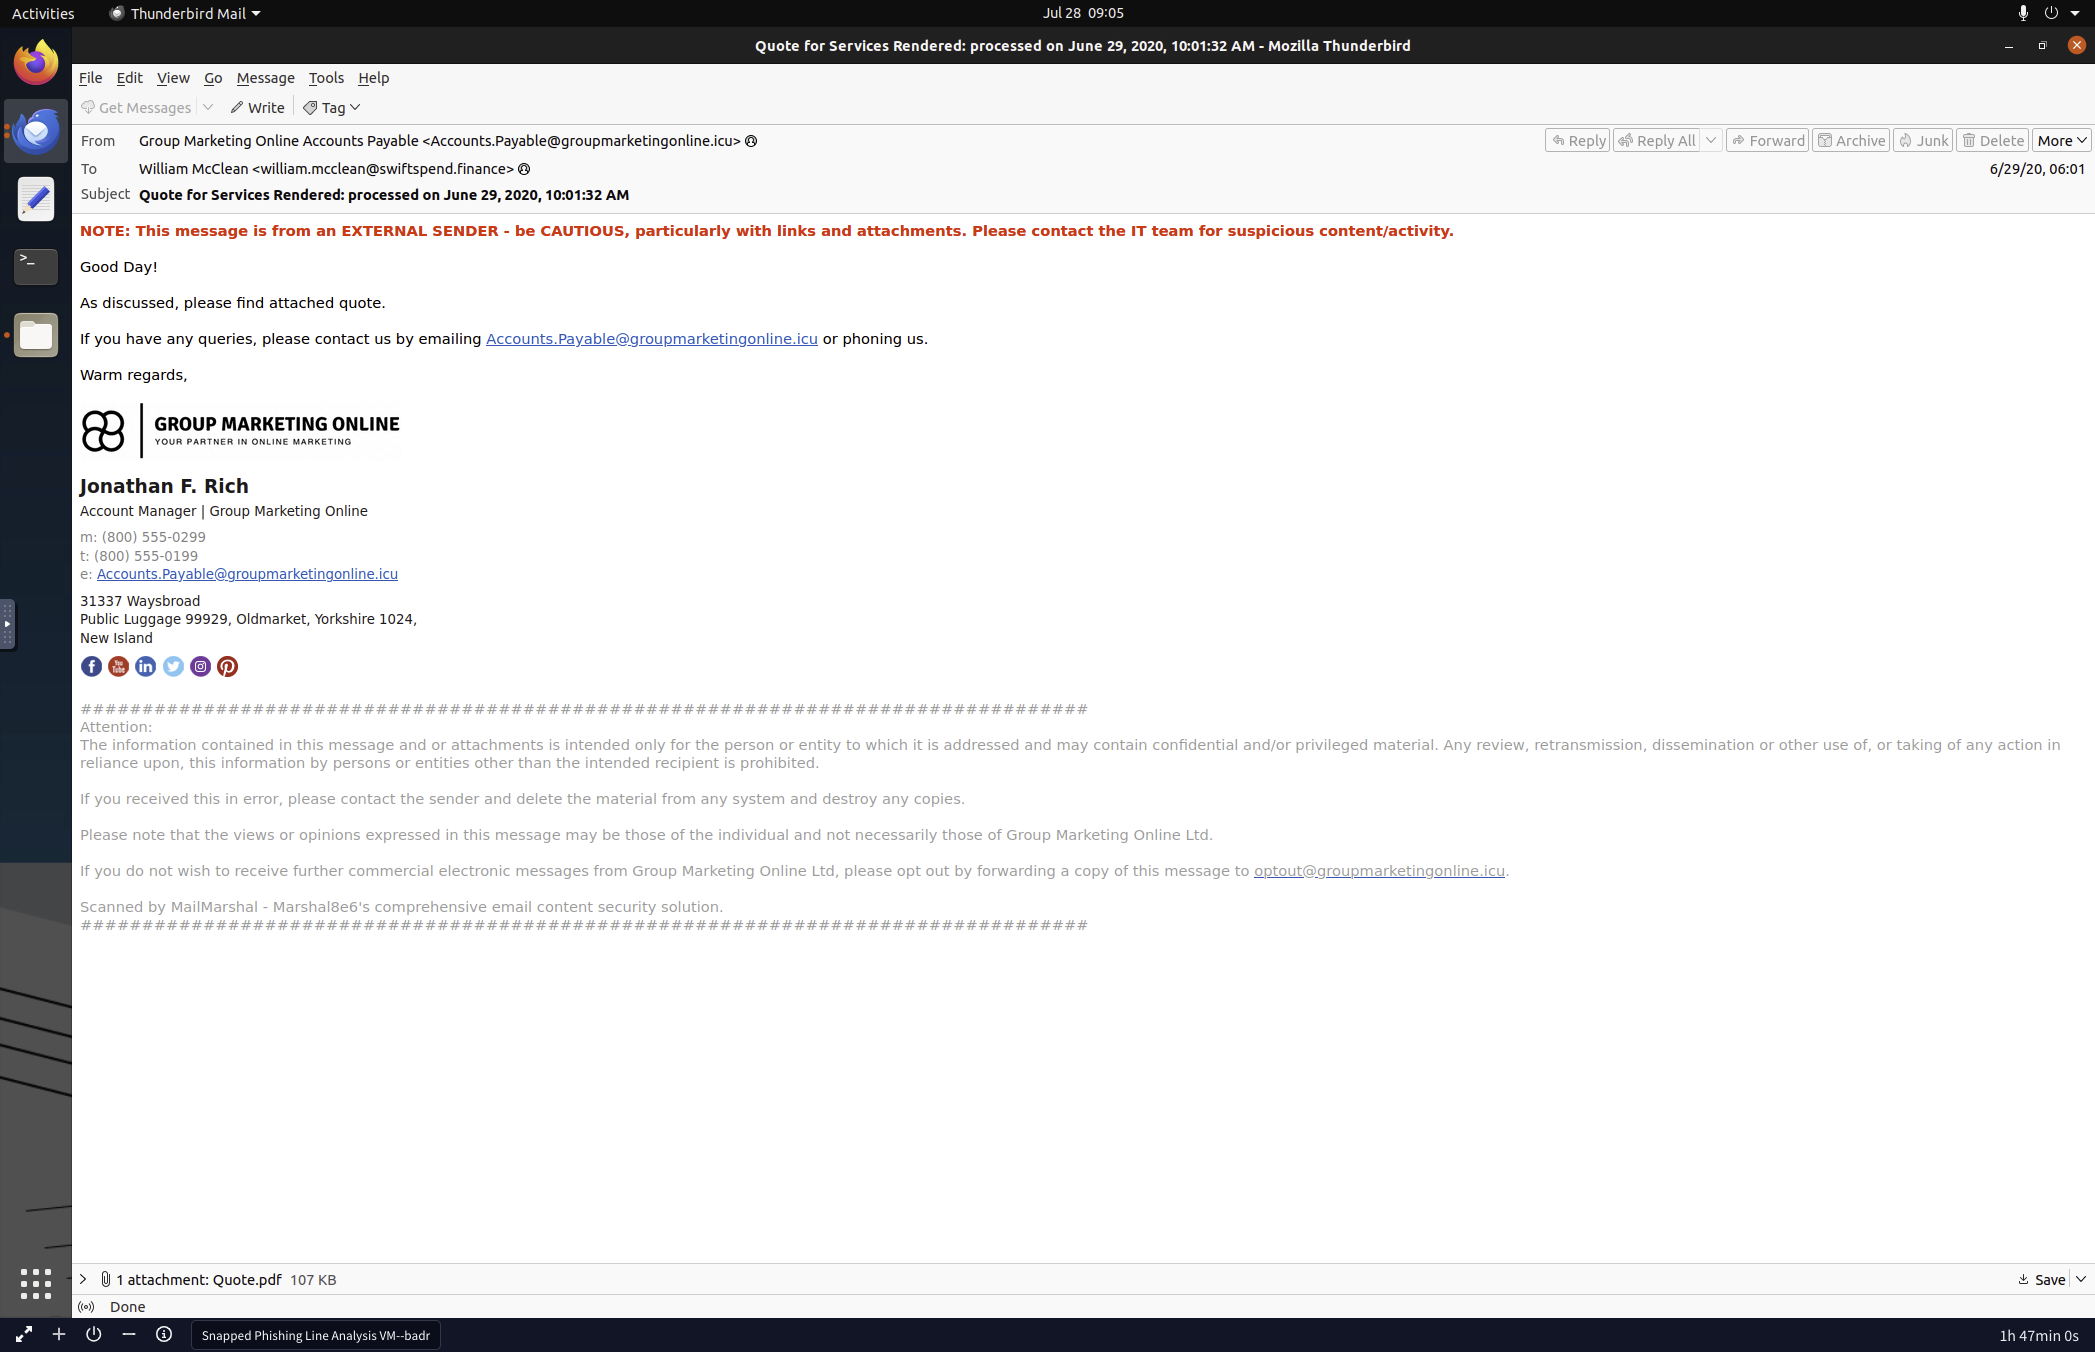 Activities Thunderbird Mail Jul 28 09:05
Quote for Services Rendered: processed on June 29, 2020, 10:01:32 AM - Mozilla Thunderbird
File Edit View Go Message Tools Help
Get Messages Write Tag
From Group Marketing Online Accounts Payable <Accounts.Payable@groupmarketingonline.icu> Reply Reply All Forward Archive Junk Delete More
To William McClean <william.mcclean@swiftspend.finance> 6/29/20, 06:01
Subject Quote for Services Rendered: processed on June 29, 2020, 10:01:32 AM
NOTE: This message is from an EXTERNAL SENDER - be CAUTIOUS, particularly with links and attachments. Please contact the IT team for suspicious content/activity.
Good Day!
As discussed, please find attached quote.
If you have any queries, please contact us by emailing Accounts.Payable@groupmarketingonline.icu or phoning us.
Warm regards,
GROUP MARKETING ONLINE
YOUR PARTNER IN ONLINE MARKETING
Jonathan F. Rich
Account Manager | Group Marketing Online
m: (800) 555-0299
t: (800) 555-0199
e: Accounts.Payable@groupmarketingonline.icu
31337 Waysbroad
Public Luggage 99929, Oldmarket, Yorkshire 1024,
New Island
You Tube
##################################################################################
Attention:
The information contained in this message and or attachments is intended only for the person or entity to which it is addressed and may contain confidential and/or privileged material. Any review, retransmission, dissemination or other use of, or taking of any action in
reliance upon, this information by persons or entities other than the intended recipient is prohibited.
If you received this in error, please contact the sender and delete the material from any system and destroy any copies.
Please note that the views or opinions expressed in this message may be those of the individual and not necessarily those of Group Marketing Online Ltd.
If you do not wish to receive further commercial electronic messages from Group Marketing Online Ltd, please opt out by forwarding a copy of this message to optout@groupmarketingonline.icu.
Scanned by MailMarshal - Marshal8e6's comprehensive email content security solution.
##################################################################################
1 attachment: Quote.pdf 107 KB Save
Done
Snapped Phishing Line Analysis VM--badr 1h 47min 0s